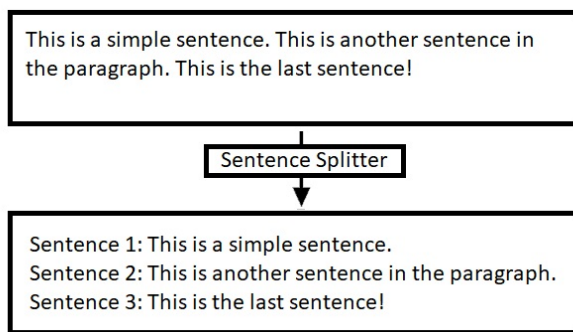 This is a simple sentence. This is another sentence in
the paragraph. This is the last sentence!
Sentence Splitter
Sentence 1: This is a simple sentence.
Sentence 2: This is another sentence in the paragraph.
Sentence 3: This is the last sentence!